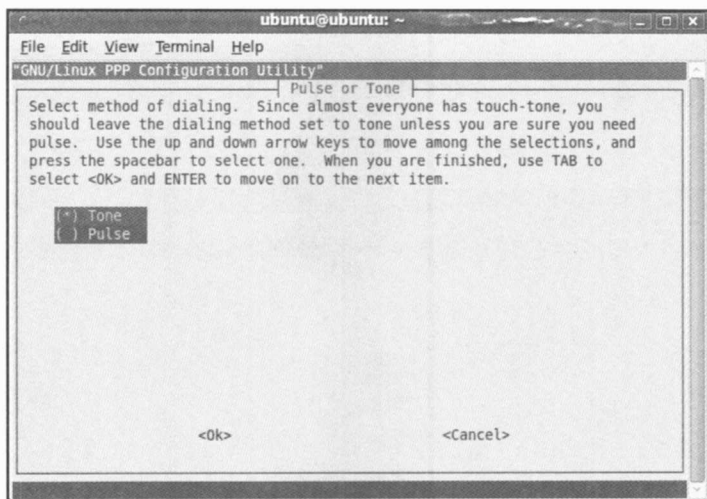 ubuntu@ubuntu: ~
File Edit View Terminal Help
"GNU/Linux PPP Configuration Utility"
Pulse or Tone
Select method of dialing. Since almost everyone has touch-tone, you
should leave the dialing method set to tone unless you are sure you need
pulse. Use the up and down arrow keys to move among the selections, and
press the spacebar to select one. When you are finished, use TAB to
select <OK> and ENTER to move on to the next item.
(*) Tone
( ) Pulse
<Ok> <Cancel>